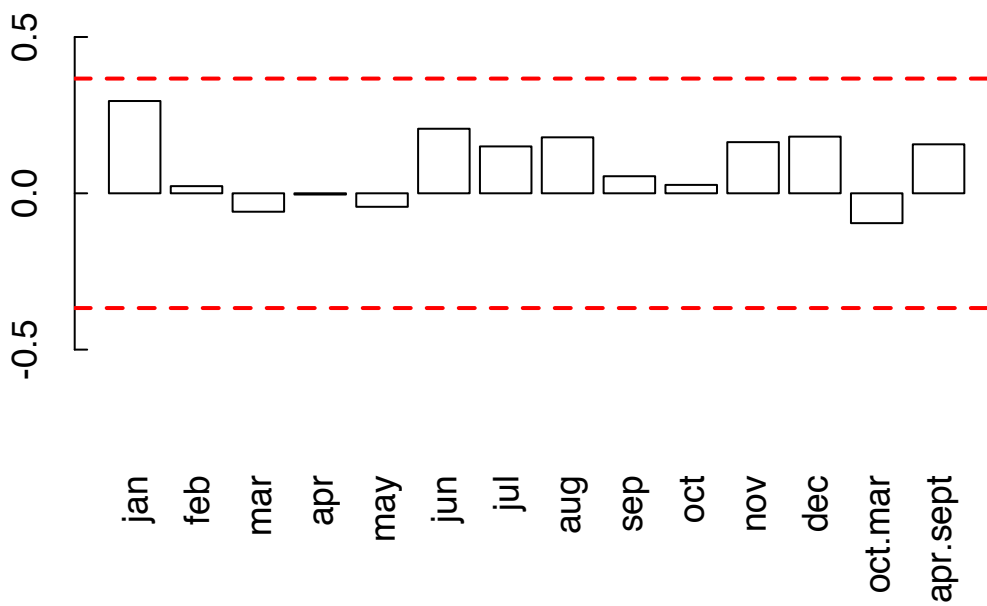 0.5
0.0
-0.5
jan
feb
mar
apr
may
jun
jul
aug
sep
oct
nov
dec
oct.mar
apr.sept